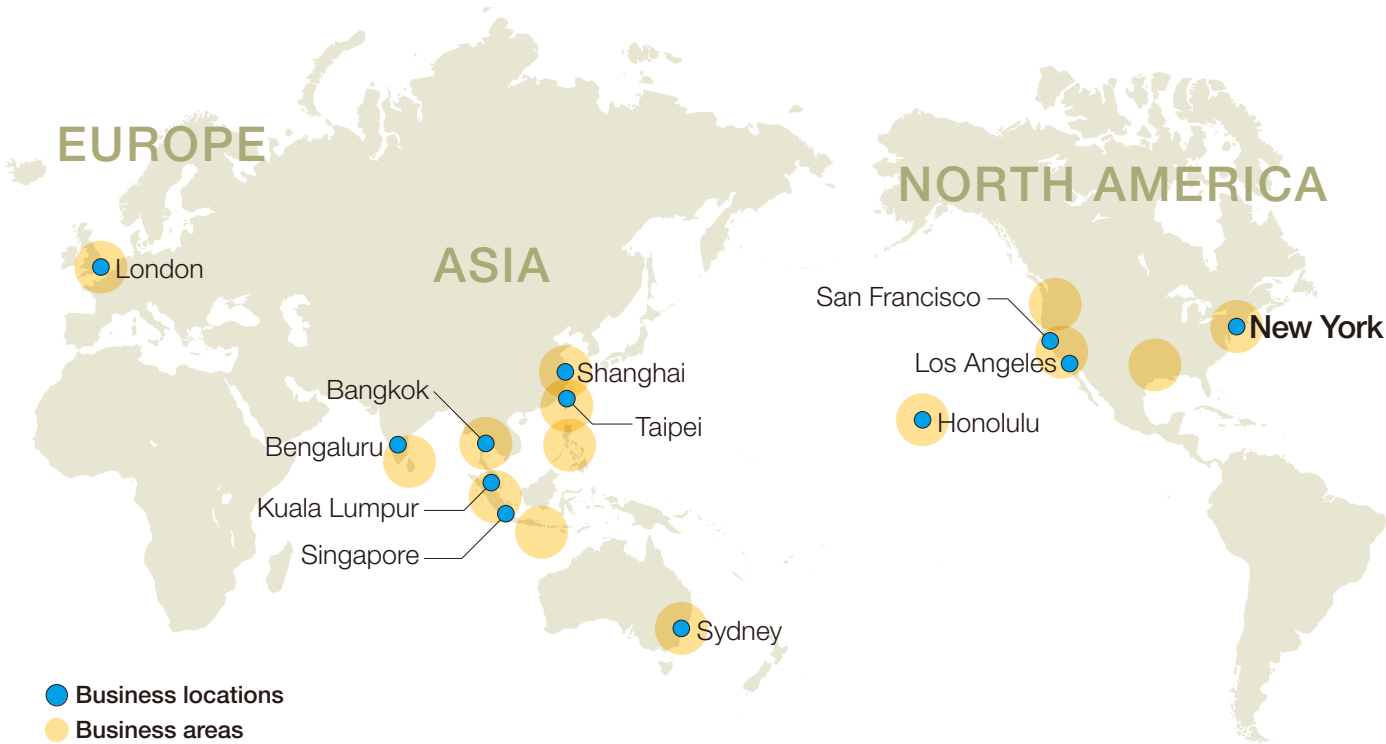 EUROPE
NORTH AMERICA
ASIA
London
San Francisco
New York
Los Angeles
Shanghai
Bangkok
Taipei
Honolulu
Bengaluru
Kuala Lumpur
Singapore
Sydney
Business locations
Business areas